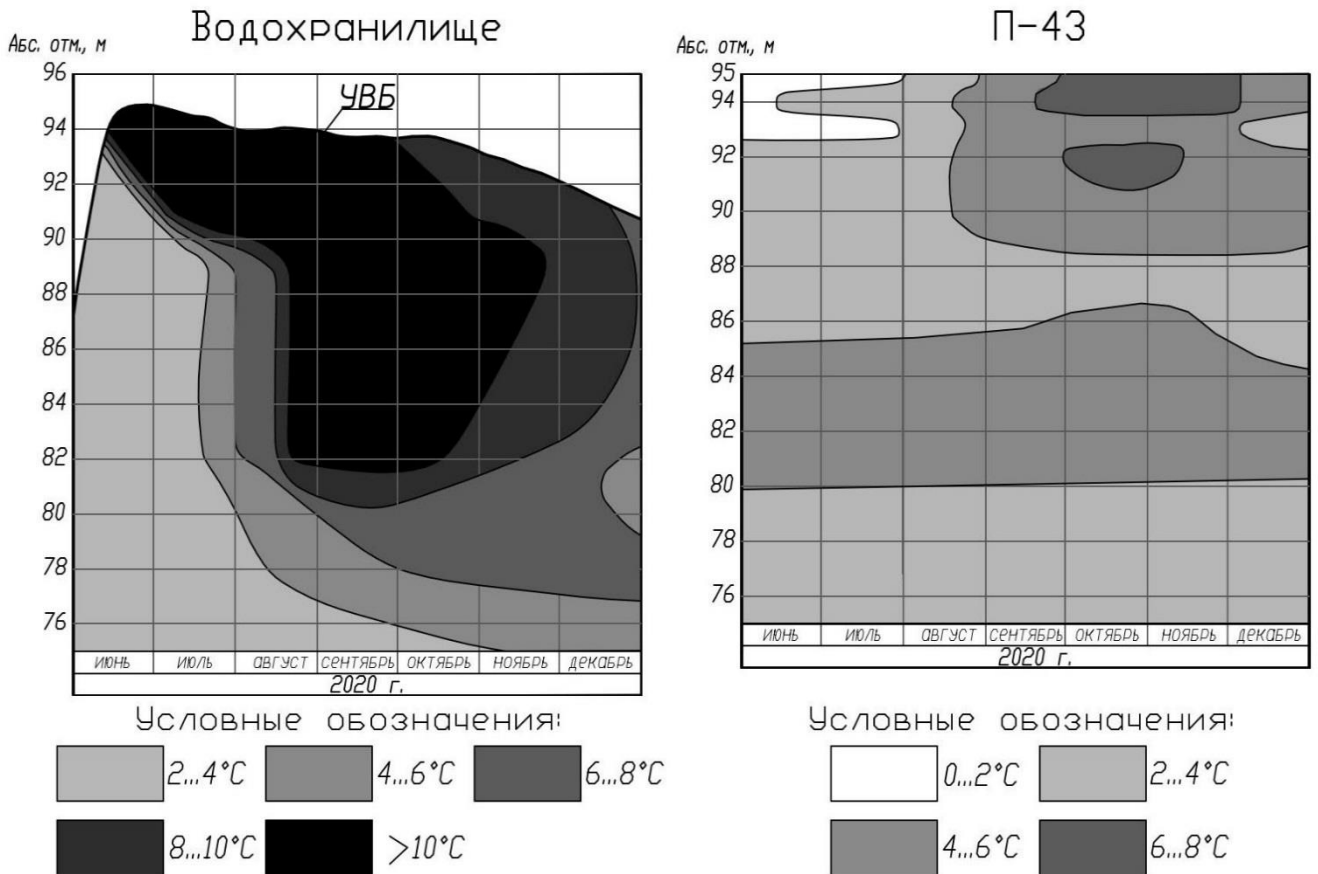 Водохранилище
Абс. отм., м
96
94
92
90
88
86
84
82
80
78
76
УВБ
ИЮНЬ ИЮЛЬ АВГУСТ СЕНТЯБРЬ ОКТЯБРЬ НОЯБРЬ ДЕКАБРЬ
2020 г.
Условные обозначения:
2...4°C 4...6°C 6...8°C
8...10°C >10°C
П-43
Абс. отм., м
95
94
92
90
88
86
84
82
80
78
76
ИЮНЬ ИЮЛЬ АВГУСТ СЕНТЯБРЬ ОКТЯБРЬ НОЯБРЬ ДЕКАБРЬ
2020 г.
Условные обозначения:
0...2°C 2...4°C
4...6°C 6...8°C